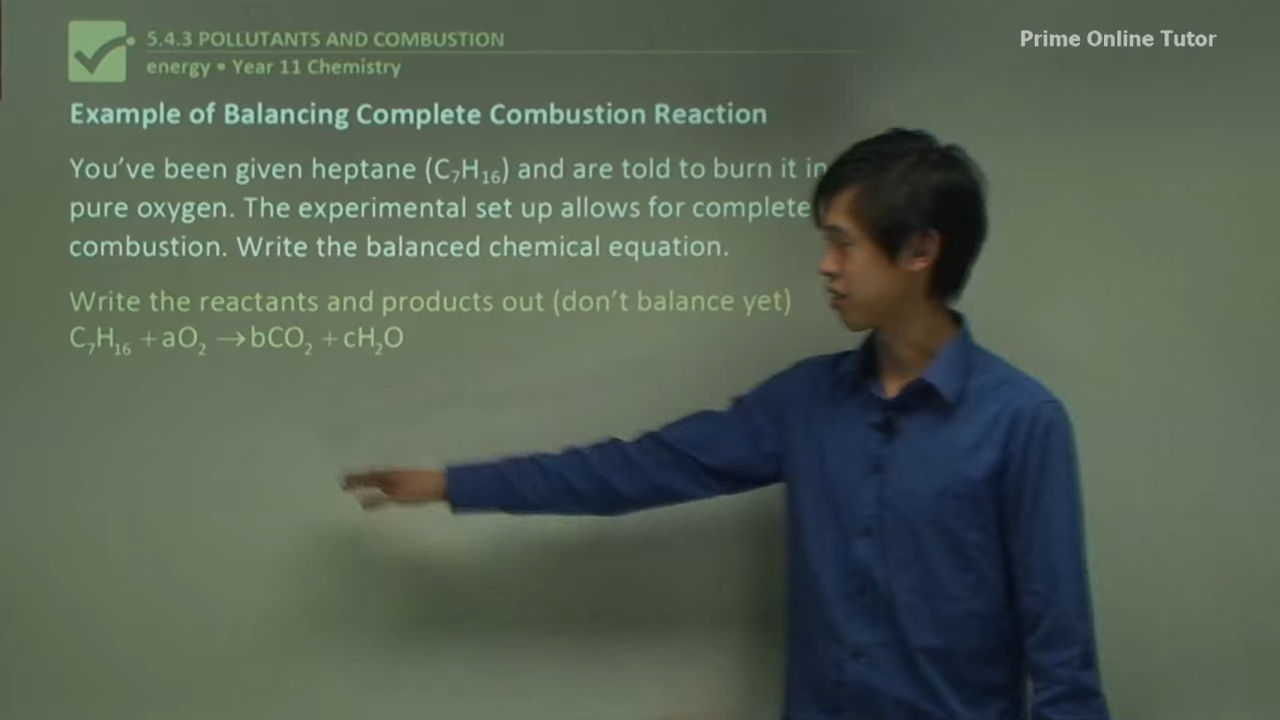 5.4.3 POLLUTANTS AND COMBUSTION
energy • Year 11 Chemistry
Prime Online Tutor
Example of Balancing Complete Combustion Reaction
You've been given heptane (C₇H₁₆) and are told to burn it in
pure oxygen. The experimental set up allows for complete
combustion. Write the balanced chemical equation.
Write the reactants and products out (don't balance yet)
C₇H₁₆ + aO₂ → bCO₂ + cH₂O